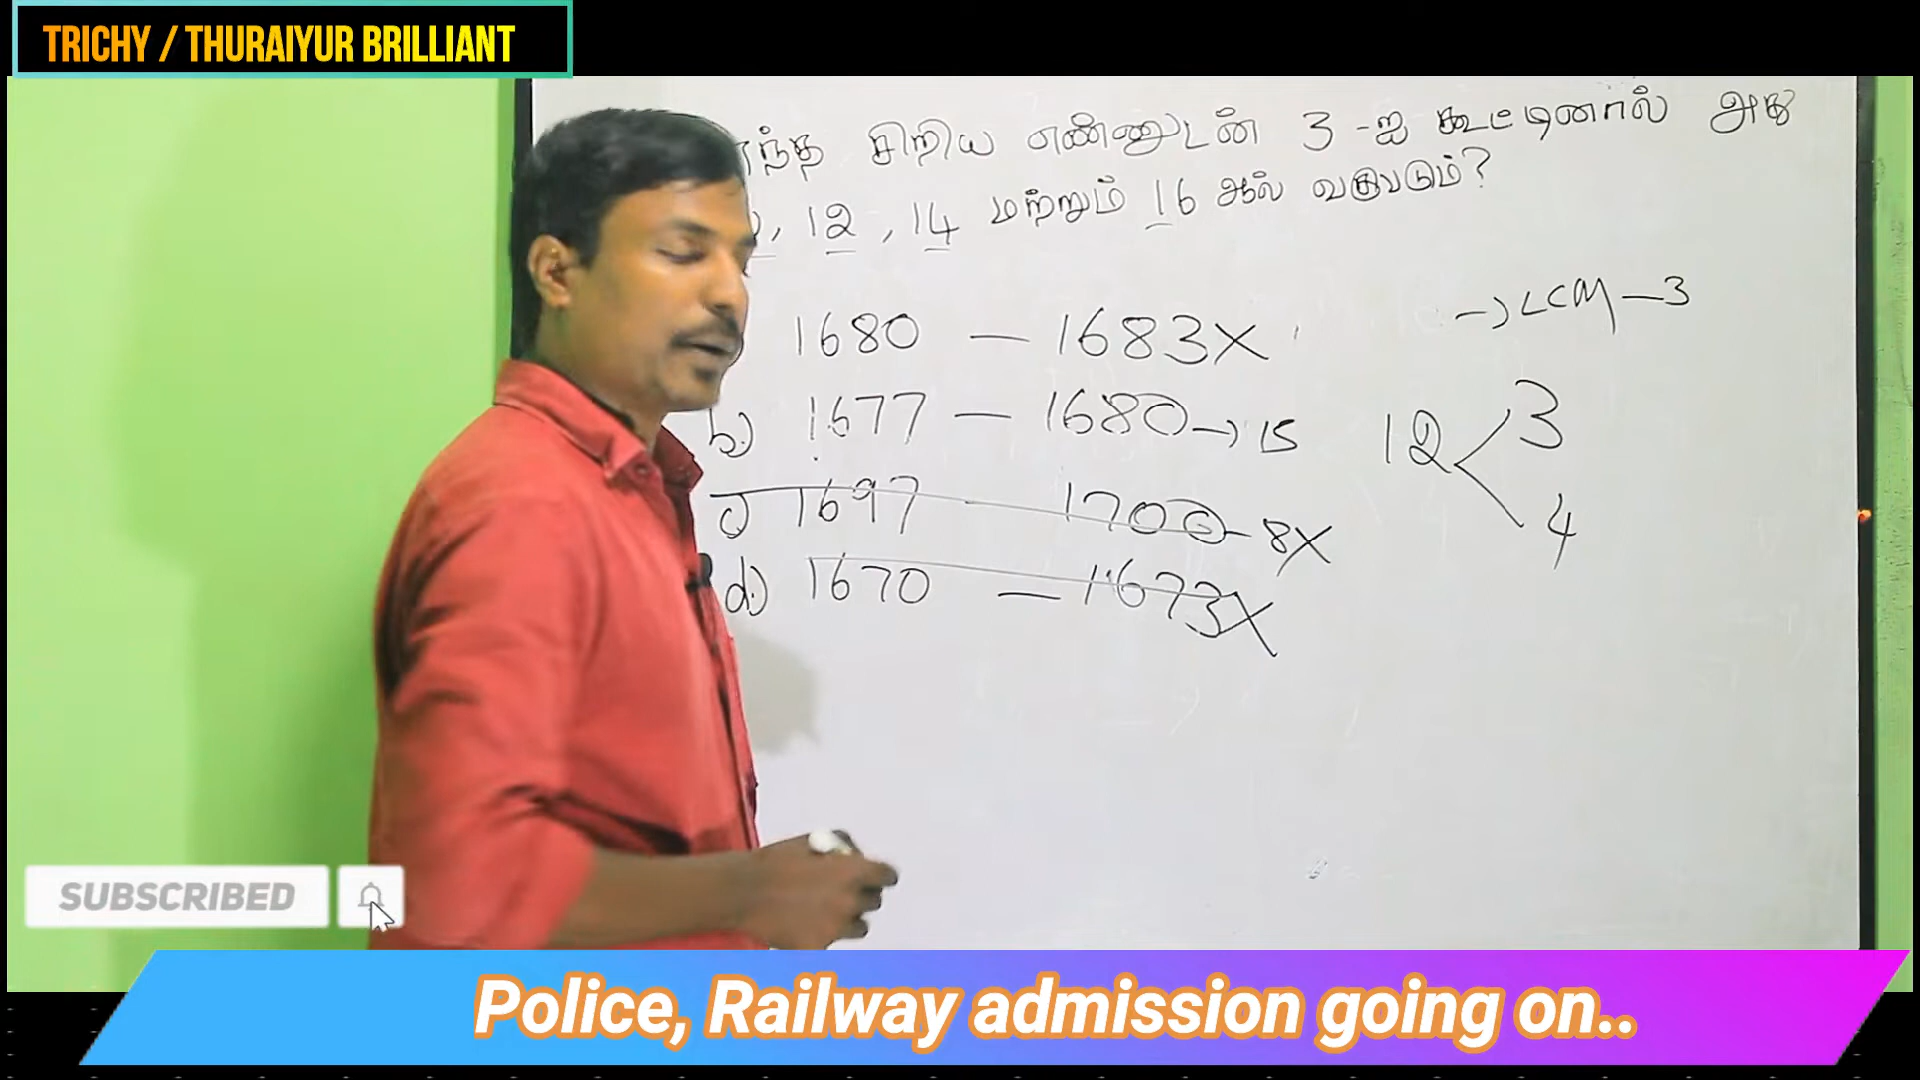 TRICHY / THURAIYUR BRILLIANT
சிறிய எண்ணுடன் 3 -ஐ கூட்டினால் அது
, 12 , 14 மற்றும் 16 ஆல் வகுபடும்?
→ LCM - 3
1680 - 1683X
b) 1677 - 1680 → 15
12 < 3
4
c) 1697 - 1700 - 8X
d) 1670 - 1673X
SUBSCRIBED
Police, Railway admission going on..